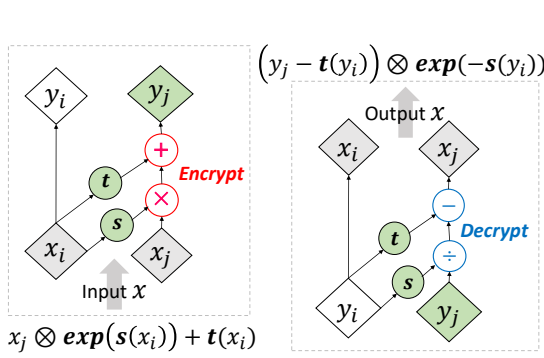 (y_j − t(y_i)) ⊗ exp(−s(y_i))
y_i
y_j
+
t
Encrypt
×
s
x_i
x_j
Input x
x_j ⊗ exp(s(x_i)) + t(x_i)
Output x
x_i
x_j
−
t
Decrypt
÷
s
y_i
y_j